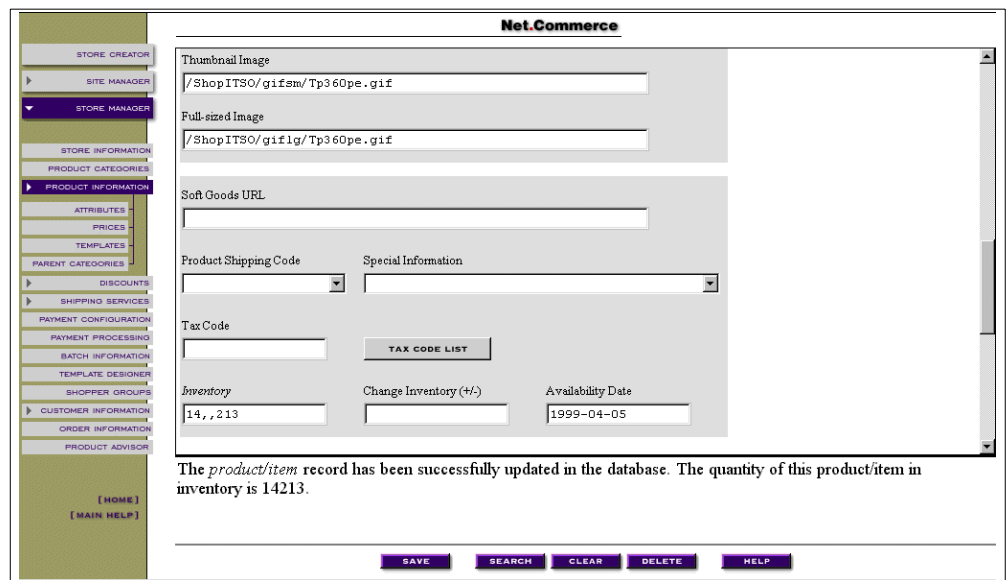 Net.Commerce
STORE CREATOR
SITE MANAGER
STORE MANAGER
STORE INFORMATION
PRODUCT CATEGORIES
PRODUCT INFORMATION
ATTRIBUTES
PRICES
TEMPLATES
PARENT CATEGORIES
DISCOUNTS
SHIPPING SERVICES
PAYMENT CONFIGURATION
PAYMENT PROCESSING
BATCH INFORMATION
TEMPLATE DESIGNER
SHOPPER GROUPS
CUSTOMER INFORMATION
ORDER INFORMATION
PRODUCT ADVISOR
[HOME]
[MAIN HELP]
Thumbnail Image
/ShopITSO/gifsm/Tp360pe.gif
Full-sized Image
/ShopITSO/giflg/Tp360pe.gif
Soft Goods URL
Product Shipping Code Special Information
Tax Code
TAX CODE LIST
Inventory Change Inventory (+/-) Availability Date
14,,213 1999-04-05
The product/item record has been successfully updated in the database. The quantity of this product/item in
inventory is 14213.
SAVE SEARCH CLEAR DELETE HELP